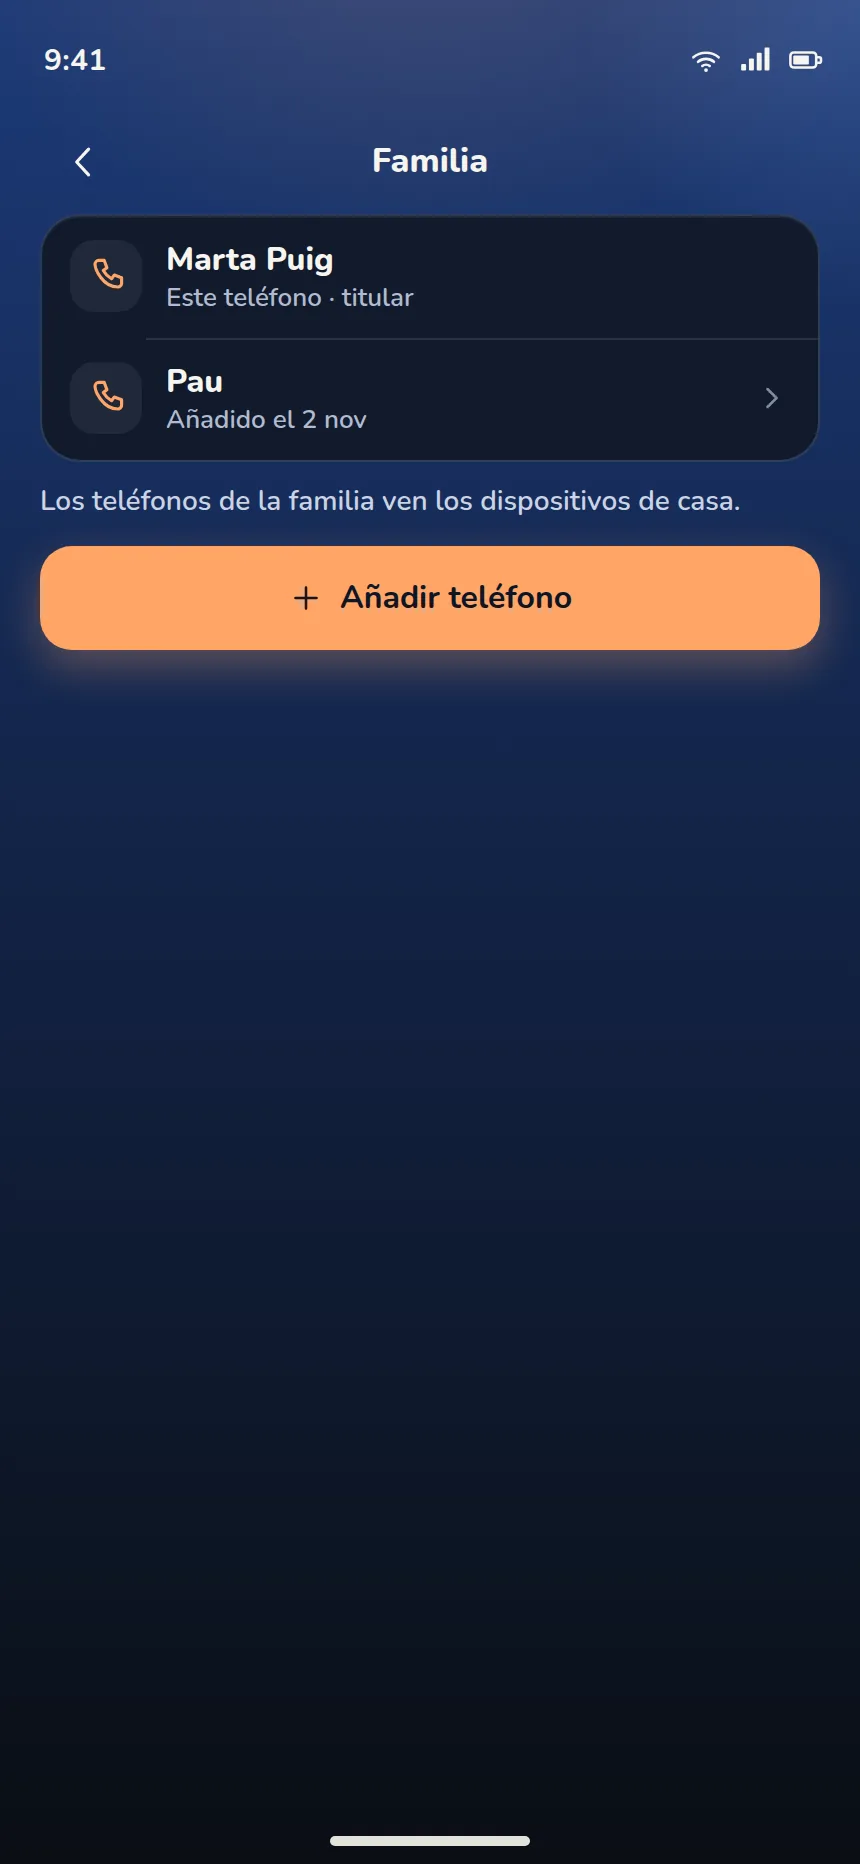 9:41
Familia
Marta Puig
Este teléfono · titular
Pau
Añadido el 2 nov
Los teléfonos de la familia ven los dispositivos de casa.
Añadir teléfono